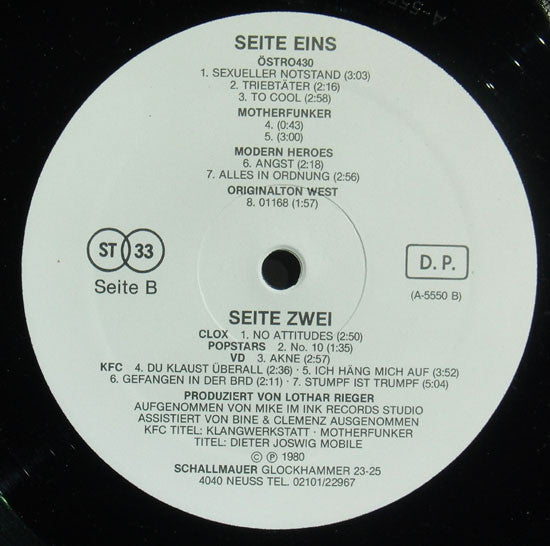 A-555
SEITE EINS
ÖSTRO430
1. SEXUELLER NOTSTAND (3:03)
2. TRIEBTÄTER (2:16)
3. TO COOL (2:58)
MOTHERFUNKER
4. (0:43)
5. (3:00)
MODERN HEROES
6. ANGST (2:18)
7. ALLES IN ORDNUNG (2:56)
ORIGINALTON WEST
8. 01168 (1:57)
ST 33
Seite B
D. P.
(A-5550 B)
SEITE ZWEI
CLOX 1. NO ATTITUDES (2:50)
POPSTARS 2. No. 10 (1:35)
VD 3. AKNE (2:57)
KFC 4. DU KLAUST ÜBERALL (2:36) · 5. ICH HÄNG MICH AUF (3:52)
6. GEFANGEN IN DER BRD (2:11) · 7. STUMPF IST TRUMPF (5:04)
PRODUZIERT VON LOTHAR RIEGER
AUFGENOMMEN VON MIKE IM INK RECORDS STUDIO
ASSISTIERT VON BINE & CLEMENZ AUSGENOMMEN
KFC TITEL: KLANGWERKSTATT · MOTHERFUNKER
TITEL: DIETER JOSWIG MOBILE
© ℗ 1980
SCHALLMAUER GLOCKHAMMER 23-25
4040 NEUSS TEL. 02101/22967